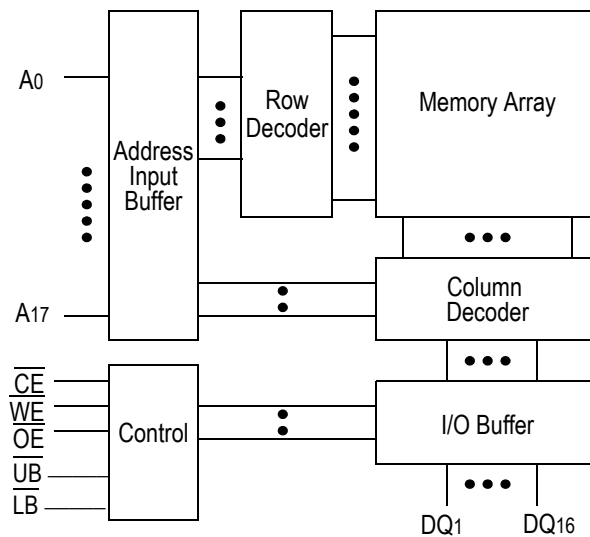 A0
Address
Input
Buffer
Row
Decoder
Memory Array
A17
Column
Decoder
CE
WE
OE
UB
LB
Control
I/O Buffer
DQ1
DQ16